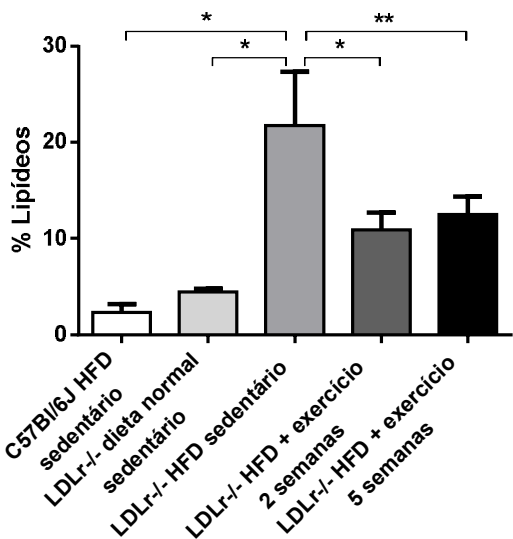 * **
* *
30
20
10
0
% Lipídeos
C57Bl/6J HFD
sedentário
LDLr-/- dieta normal
sedentário
LDLr-/- HFD sedentário
LDLr-/- HFD + exercício
2 semanas
LDLr-/- HFD + exercício
5 semanas